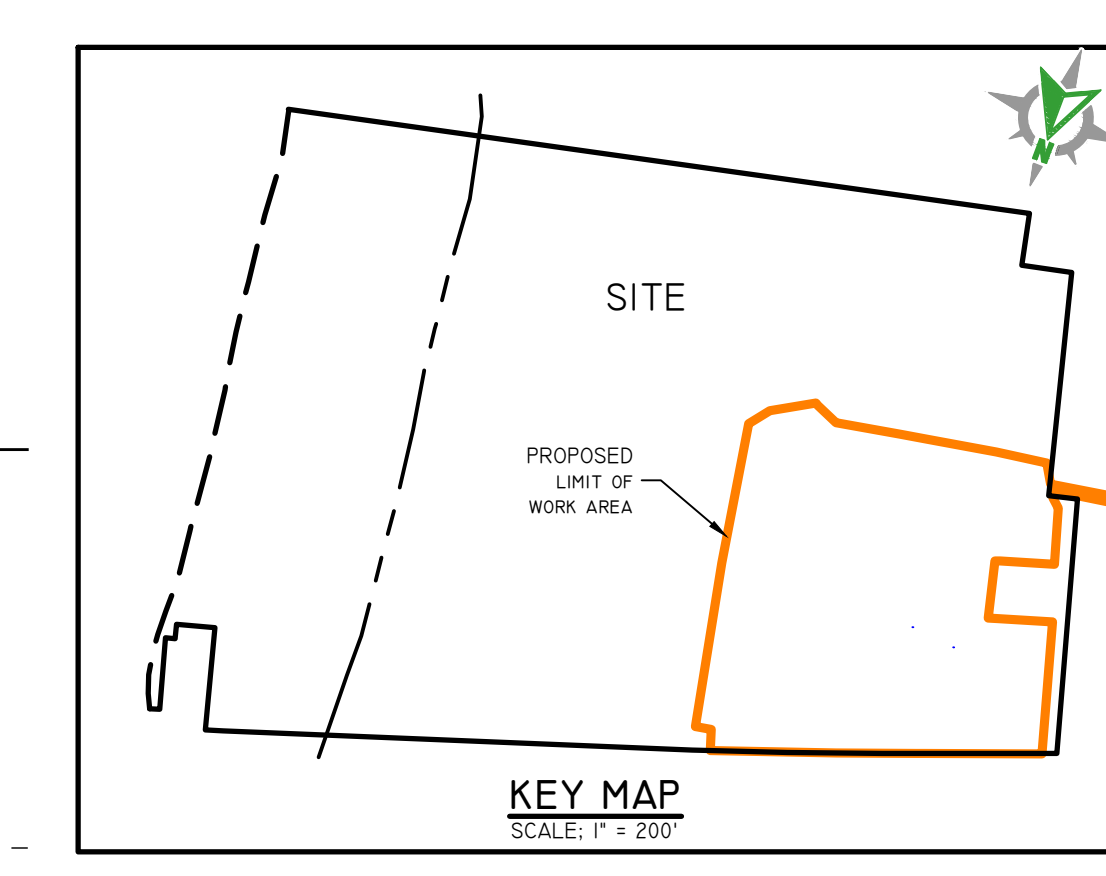 N
SITE
PROPOSED
LIMIT OF
WORK AREA
KEY MAP
SCALE; 1" = 200'